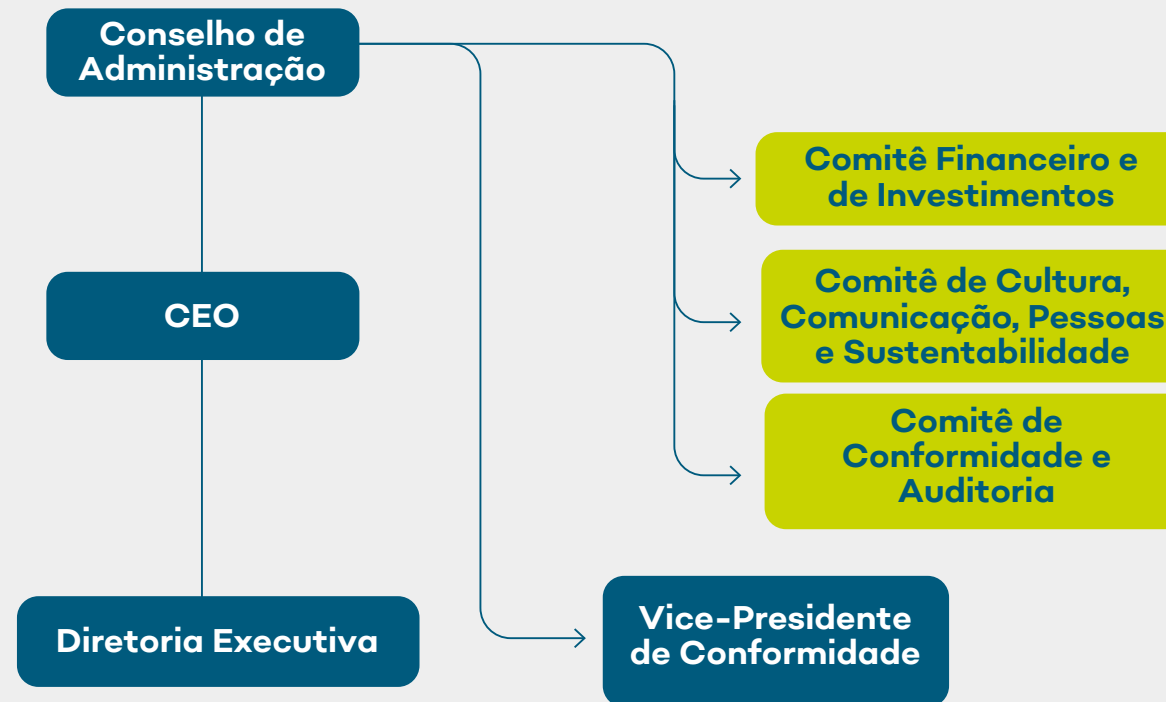 Conselho de
Administração
Comitê Financeiro e
de Investimentos
Comitê de Cultura,
Comunicação, Pessoas
e Sustentabilidade
CEO
Comitê de
Conformidade e
Auditoria
Diretoria Executiva
Vice-Presidente
de Conformidade